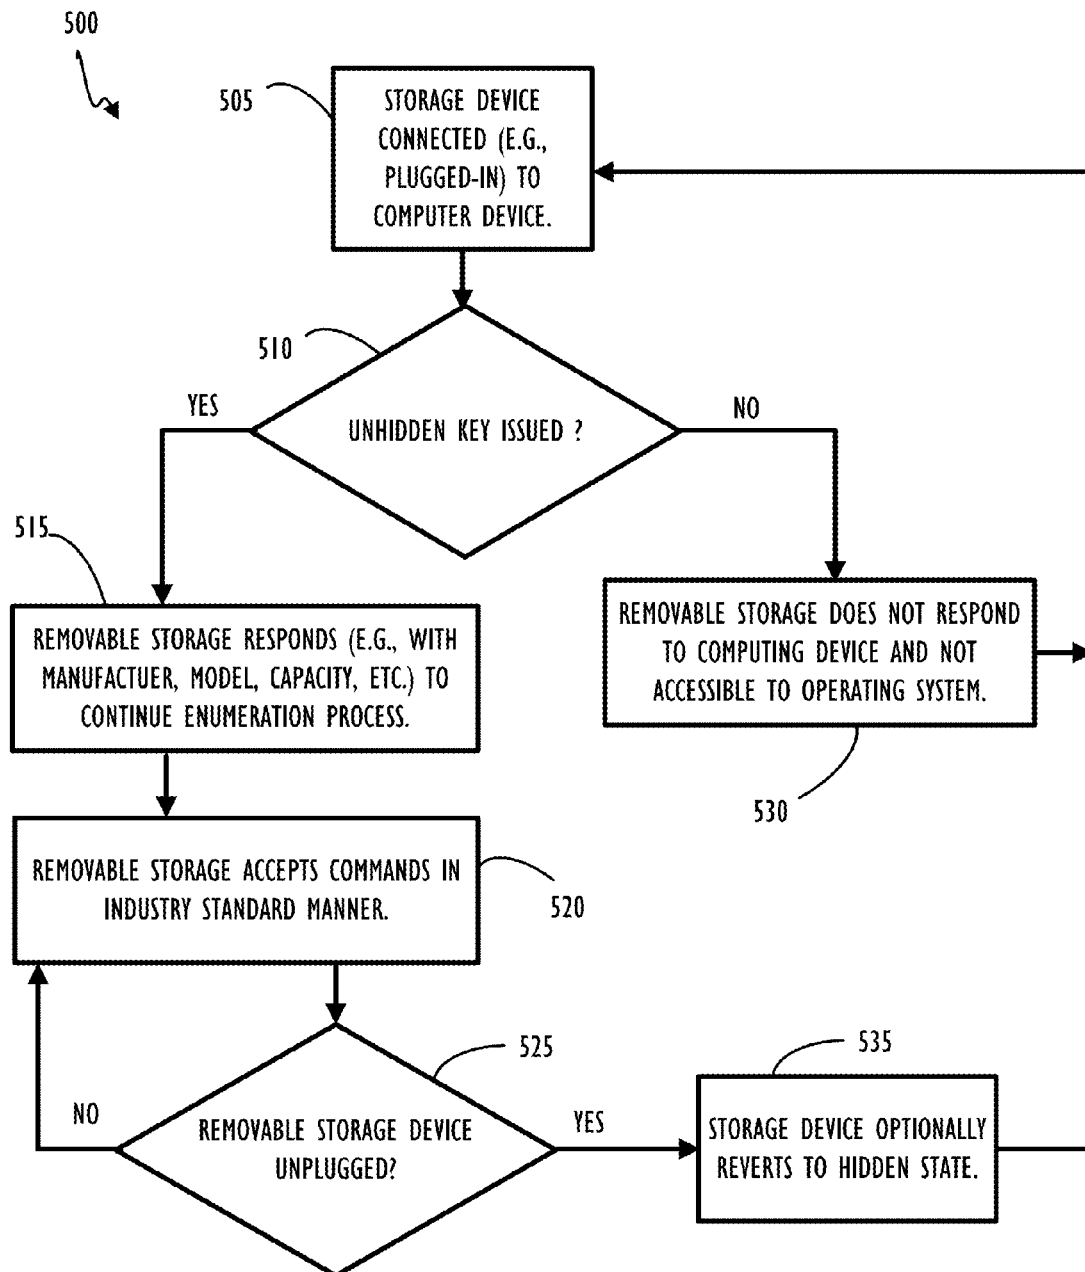 500
505
STORAGE DEVICE
CONNECTED (E.G.,
PLUGGED-IN) TO
COMPUTER DEVICE.
510
YES
UNHIDDEN KEY ISSUED ?
NO
515
REMOVABLE STORAGE RESPONDS (E.G., WITH
MANUFACTUER, MODEL, CAPACITY, ETC.) TO
CONTINUE ENUMERATION PROCESS.
REMOVABLE STORAGE DOES NOT RESPOND
TO COMPUTING DEVICE AND NOT
ACCESSIBLE TO OPERATING SYSTEM.
530
REMOVABLE STORAGE ACCEPTS COMMANDS IN
INDUSTRY STANDARD MANNER.
520
525
NO
REMOVABLE STORAGE DEVICE
UNPLUGGED?
YES
535
STORAGE DEVICE OPTIONALLY
REVERTS TO HIDDEN STATE.